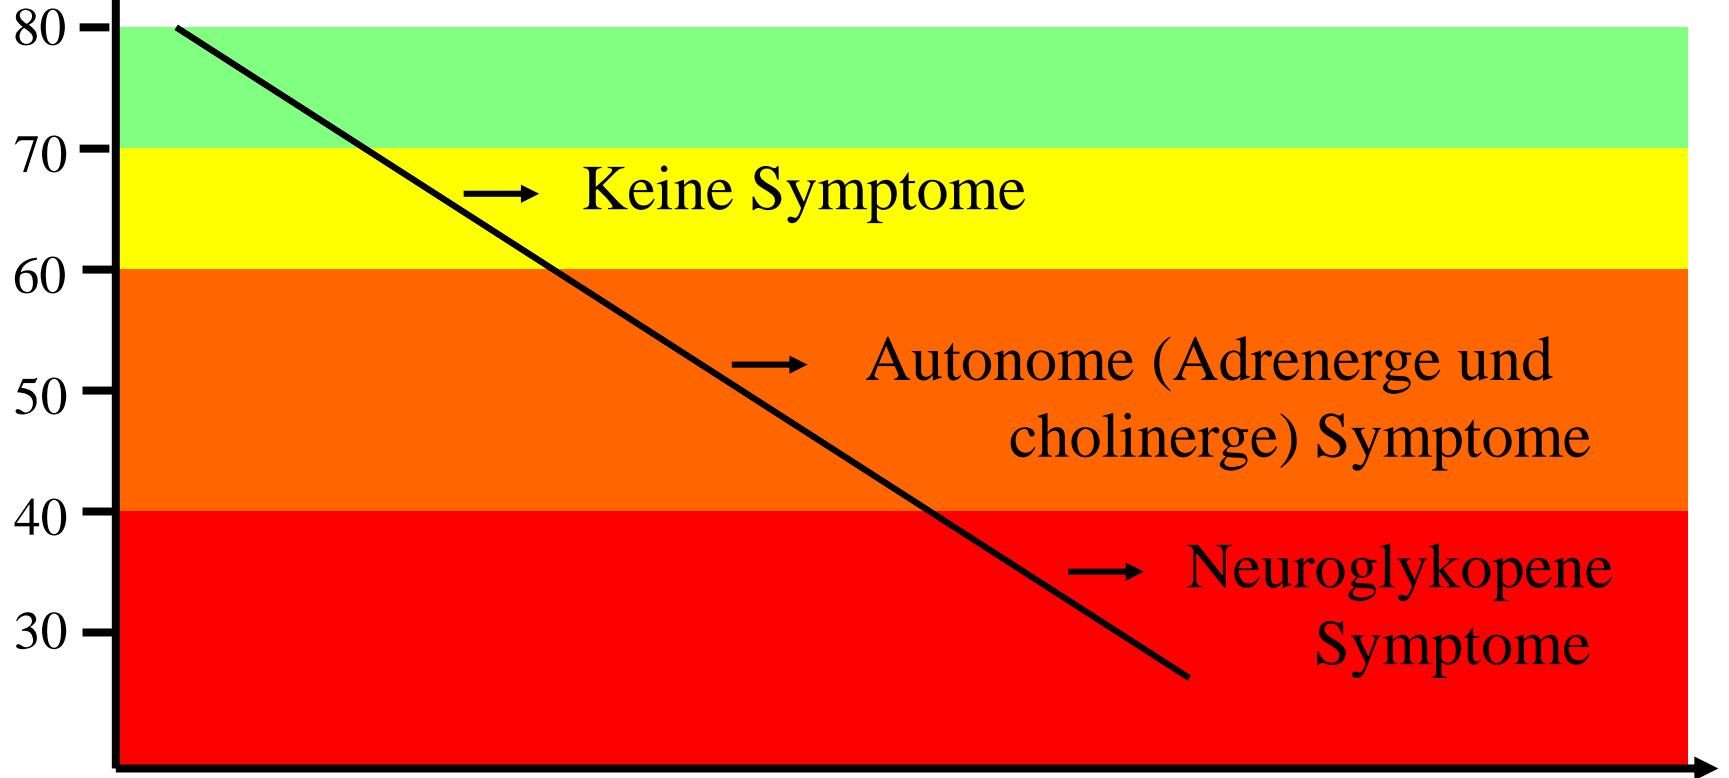 80
70
Keine Symptome
60
Autonome (Adrenerge und
50
cholinerge) Symptome
40
Neuroglykopene
30
Symptome